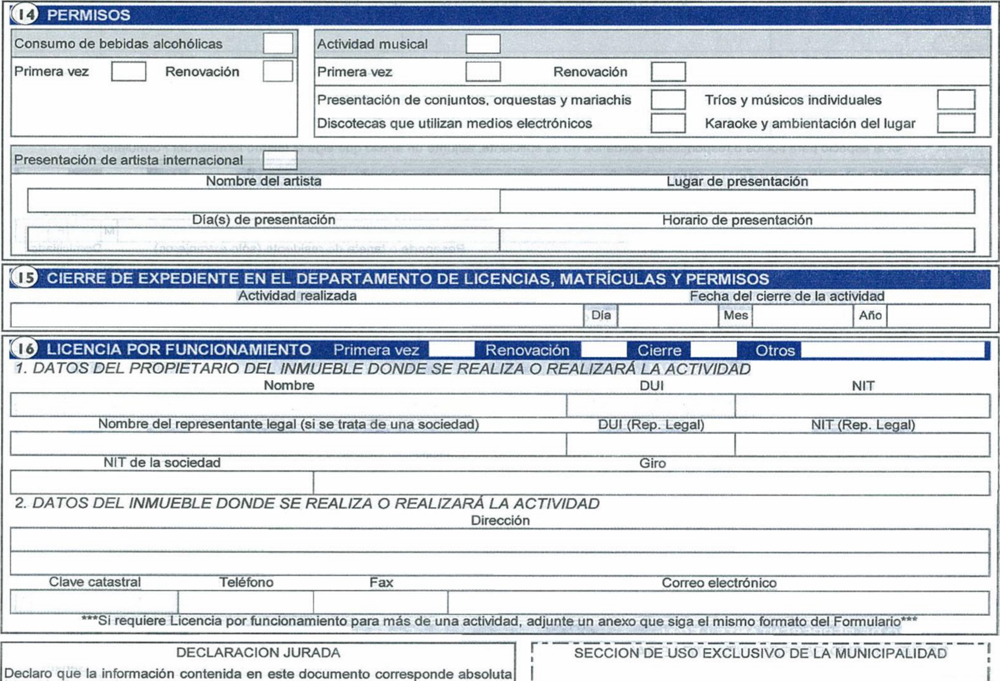 14 PERMISOS
Consumo de bebidas alcohólicas
Primera vez Renovación
Actividad musical
Primera vez Renovación
Presentación de conjuntos, orquestas y mariachis Tríos y músicos individuales
Discotecas que utilizan medios electrónicos Karaoke y ambientación del lugar
Presentación de artista internacional
Nombre del artista Lugar de presentación
Día(s) de presentación Horario de presentación
15 CIERRE DE EXPEDIENTE EN EL DEPARTAMENTO DE LICENCIAS, MATRÍCULAS Y PERMISOS
Actividad realizada Fecha del cierre de la actividad
Día Mes Año
16 LICENCIA POR FUNCIONAMIENTO Primera vez Renovación Cierre Otros
1. DATOS DEL PROPIETARIO DEL INMUEBLE DONDE SE REALIZA O REALIZARÁ LA ACTIVIDAD
Nombre DUI NIT
Nombre del representante legal (si se trata de una sociedad) DUI (Rep. Legal) NIT (Rep. Legal)
NIT de la sociedad Giro
2. DATOS DEL INMUEBLE DONDE SE REALIZA O REALIZARÁ LA ACTIVIDAD
Dirección
Clave catastral Teléfono Fax Correo electrónico
***Si requiere Licencia por funcionamiento para más de una actividad, adjunte un anexo que siga el mismo formato del Formulario***
DECLARACION JURADA
Declaro que la información contenida en este documento corresponde absoluta
SECCION DE USO EXCLUSIVO DE LA MUNICIPALIDAD